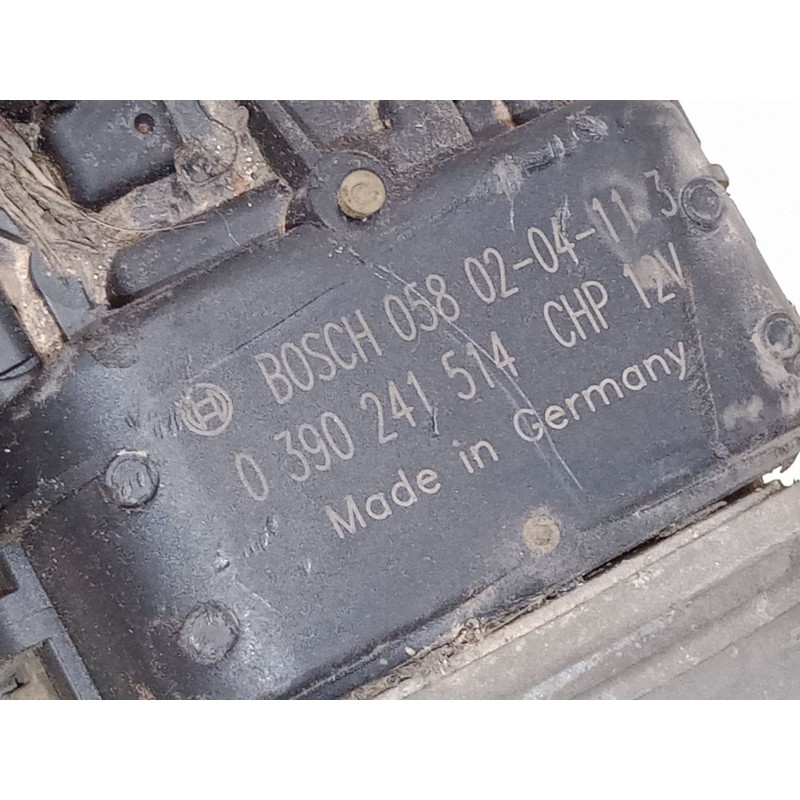 BOSCH 058 02-04-11 3
0 390 241 514 CHP 12V
Made in Germany